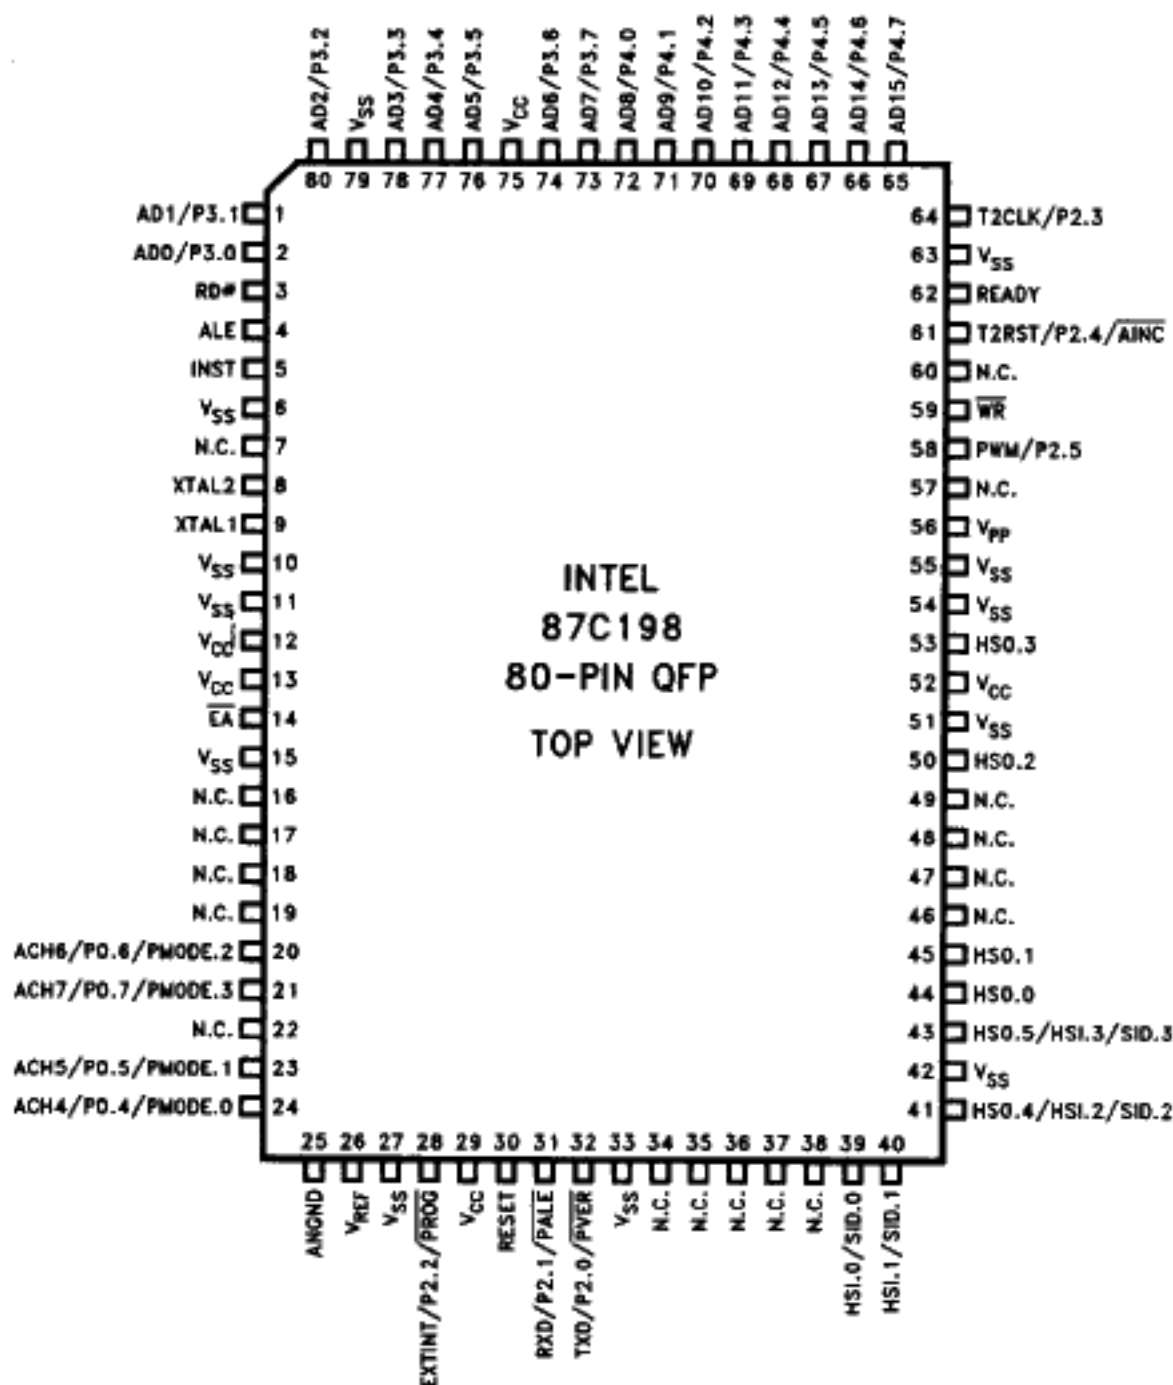 AD2/P3.2
VSS
AD3/P3.3
AD4/P3.4
AD5/P3.5
VCC
AD6/P3.6
AD7/P3.7
AD8/P4.0
AD9/P4.1
AD10/P4.2
AD11/P4.3
AD12/P4.4
AD13/P4.5
AD14/P4.6
AD15/P4.7
80 79 78 77 76 75 74 73 72 71 70 69 68 67 66 65
AD1/P3.1 1
AD0/P3.0 2
RD# 3
ALE 4
INST 5
VSS 6
N.C. 7
XTAL2 8
XTAL1 9
VSS 10
VSS 11
VCC 12
VCC 13
EA 14
VSS 15
N.C. 16
N.C. 17
N.C. 18
N.C. 19
ACH6/P0.6/PMODE.2 20
ACH7/P0.7/PMODE.3 21
N.C. 22
ACH5/P0.5/PMODE.1 23
ACH4/P0.4/PMODE.0 24
INTEL
87C198
80-PIN QFP
TOP VIEW
64 T2CLK/P2.3
63 VSS
62 READY
61 T2RST/P2.4/AINC
60 N.C.
59 WR
58 PWM/P2.5
57 N.C.
56 VPP
55 VSS
54 VSS
53 HS0.3
52 VCC
51 VSS
50 HS0.2
49 N.C.
48 N.C.
47 N.C.
46 N.C.
45 HS0.1
44 HS0.0
43 HS0.5/HSI.3/SID.3
42 VSS
41 HS0.4/HSI.2/SID.2
25 26 27 28 29 30 31 32 33 34 35 36 37 38 39 40
ANGND
VREF
VSS
EXTINT/P2.2/PROG
VCC
RESET
RXD/P2.1/PALE
TXD/P2.0/PVER
VSS
N.C.
N.C.
N.C.
N.C.
N.C.
HSI.0/SID.0
HSI.1/SID.1